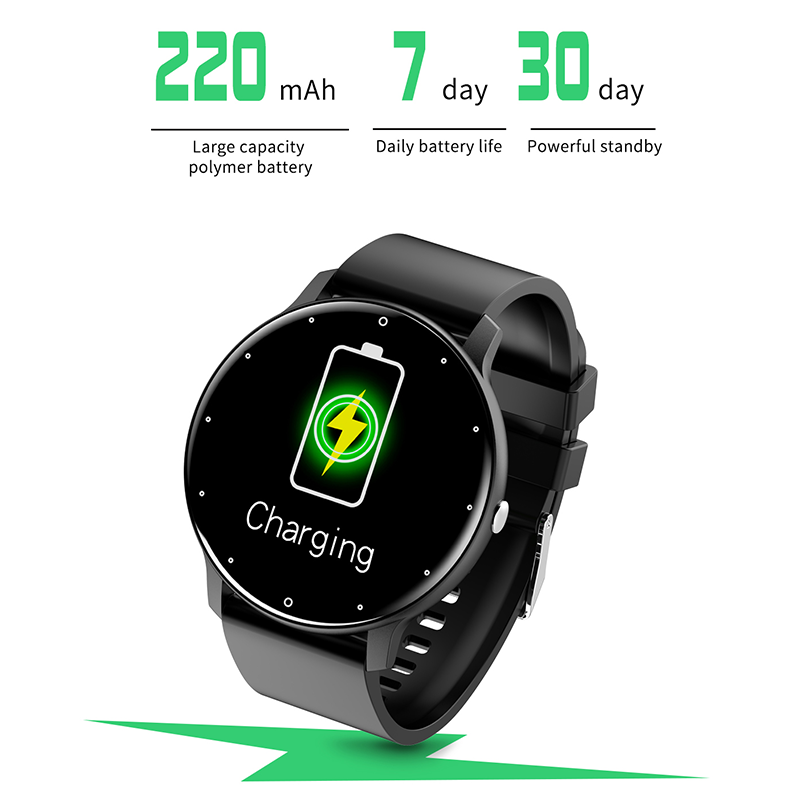 220 mAh
7 day
30 day
Large capacity
polymer battery
Daily battery life
Powerful standby
Charging